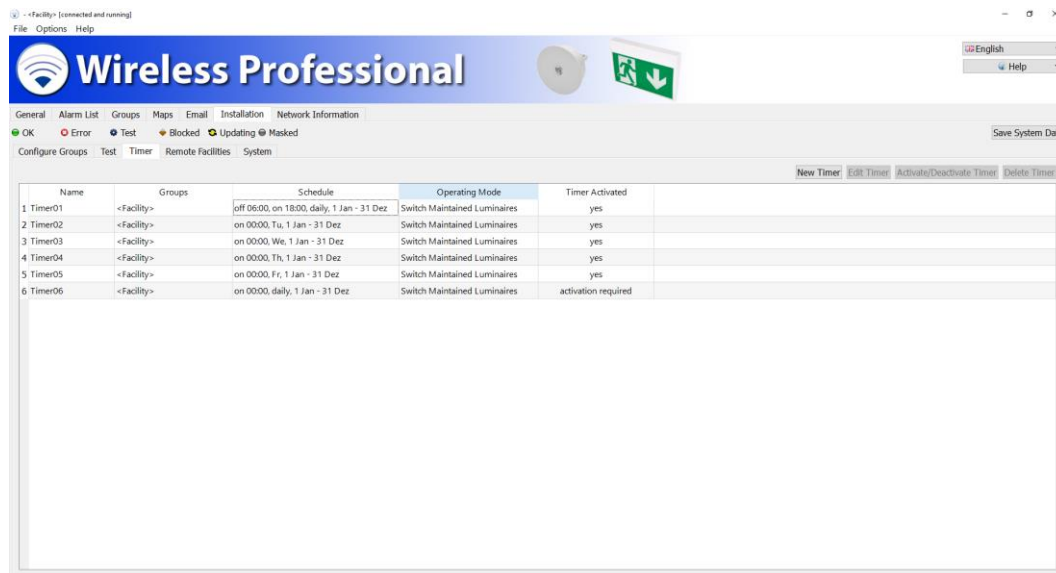 - <Facility> [connected and running]
File Options Help
Wireless Professional
English
Help
General Alarm List Groups Maps Email Installation Network Information
OK Error Test Blocked Updating Masked
Save System Da
Configure Groups Test Timer Remote Facilities System
New Timer Edit Timer Activate/Deactivate Timer Delete Timer
Name Groups Schedule Operating Mode Timer Activated
1 Timer01 <Facility> off 06:00, on 18:00, daily, 1 Jan - 31 Dez Switch Maintained Luminaires yes
2 Timer02 <Facility> on 00:00, Tu, 1 Jan - 31 Dez Switch Maintained Luminaires yes
3 Timer03 <Facility> on 00:00, We, 1 Jan - 31 Dez Switch Maintained Luminaires yes
4 Timer04 <Facility> on 00:00, Th, 1 Jan - 31 Dez Switch Maintained Luminaires yes
5 Timer05 <Facility> on 00:00, Fr, 1 Jan - 31 Dez Switch Maintained Luminaires yes
6 Timer06 <Facility> on 00:00, daily, 1 Jan - 31 Dez Switch Maintained Luminaires activation required